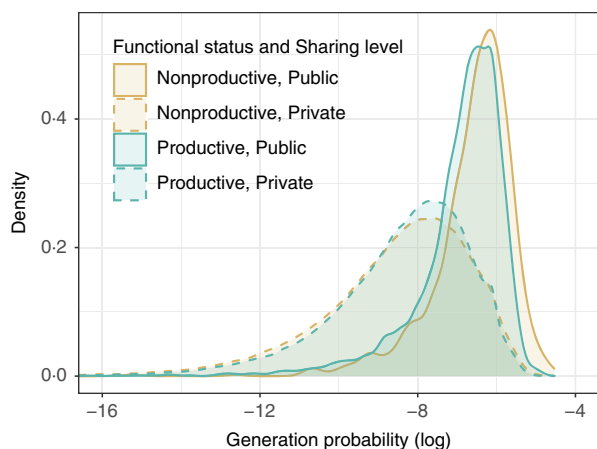 Functional status and Sharing level
Nonproductive, Public
Nonproductive, Private
Productive, Public
Productive, Private
0·4
0·2
0·0
Density
−16
−12
−8
−4
Generation probability (log)